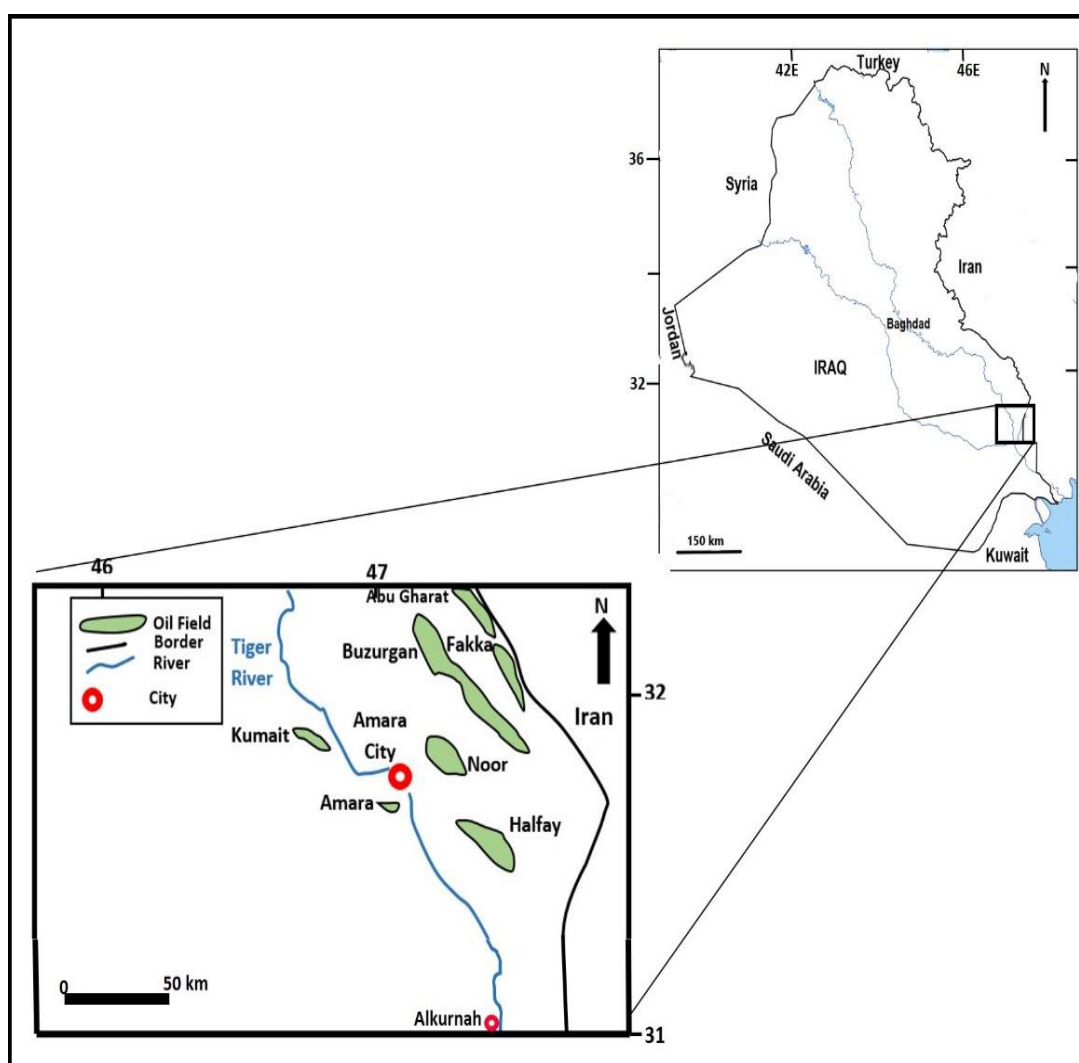 42E
Turkey
46E
N
36
Syria
Iran
Jordan
Baghdad
IRAQ
32
Saudi Arabia
150 km
Kuwait
46
47
Abu Gharat
N
Oil Field
Border
River
City
Tiger
River
Buzurgan
Fakka
32
Iran
Kumait
Amara
City
Noor
Amara
Halfay
0
50 km
Alkurnah
31